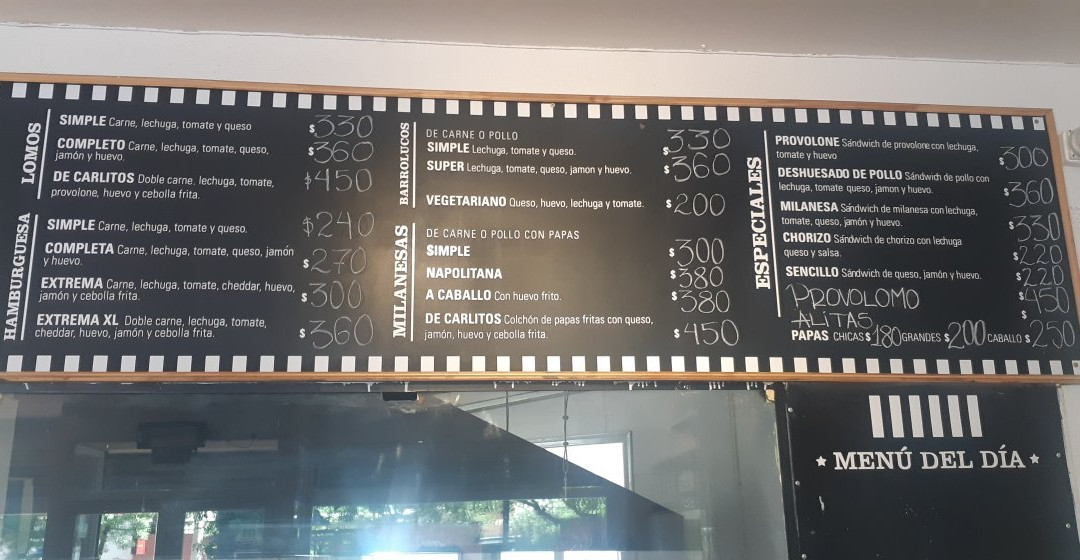 LOMOS
SIMPLE Carne, lechuga, tomate y queso $330
COMPLETO Carne, lechuga, tomate, queso, $360
jamón y huevo.
DE CARLITOS Doble carne, lechuga, tomate, $450
provolone, huevo y cebolla frita.
HAMBURGUESA
SIMPLE Carne, lechuga, tomate y queso. $240
COMPLETA Carne, lechuga, tomate, queso, jamón $270
y huevo.
EXTREMA Carne, lechuga, tomate, cheddar, huevo, $300
jamón y cebolla frita.
EXTREMA XL Doble carne, lechuga, tomate, $360
cheddar, huevo, jamón y cebolla frita.
BARROLUCOS
DE CARNE O POLLO
SIMPLE Lechuga, tomate y queso. $330
SUPER Lechuga, tomate, queso, jamon y huevo. $360
VEGETARIANO Queso, huevo, lechuga y tomate. $200
MILANESAS
DE CARNE O POLLO CON PAPAS
SIMPLE $300
NAPOLITANA $380
A CABALLO Con huevo frito. $380
DE CARLITOS Colchón de papas fritas con queso, $450
jamón, huevo y cebolla frita.
ESPECIALES
PROVOLONE Sándwich de provolone con lechuga, $300
tomate y huevo
DESHUESADO DE POLLO Sándwich de pollo con $360
lechuga, tomate queso, jamon y huevo.
MILANESA Sándwich de milanesa con lechuga, $330
tomate, queso, jamón y huevo.
CHORIZO Sándwich de chorizo con lechuga $220
queso y salsa.
SENCILLO Sándwich de queso, jamón y huevo. $220
PROVOLOMO $450
ALITAS $
PAPAS CHICAS $180 GRANDES $200 CABALLO $250
MENÚ DEL DÍA